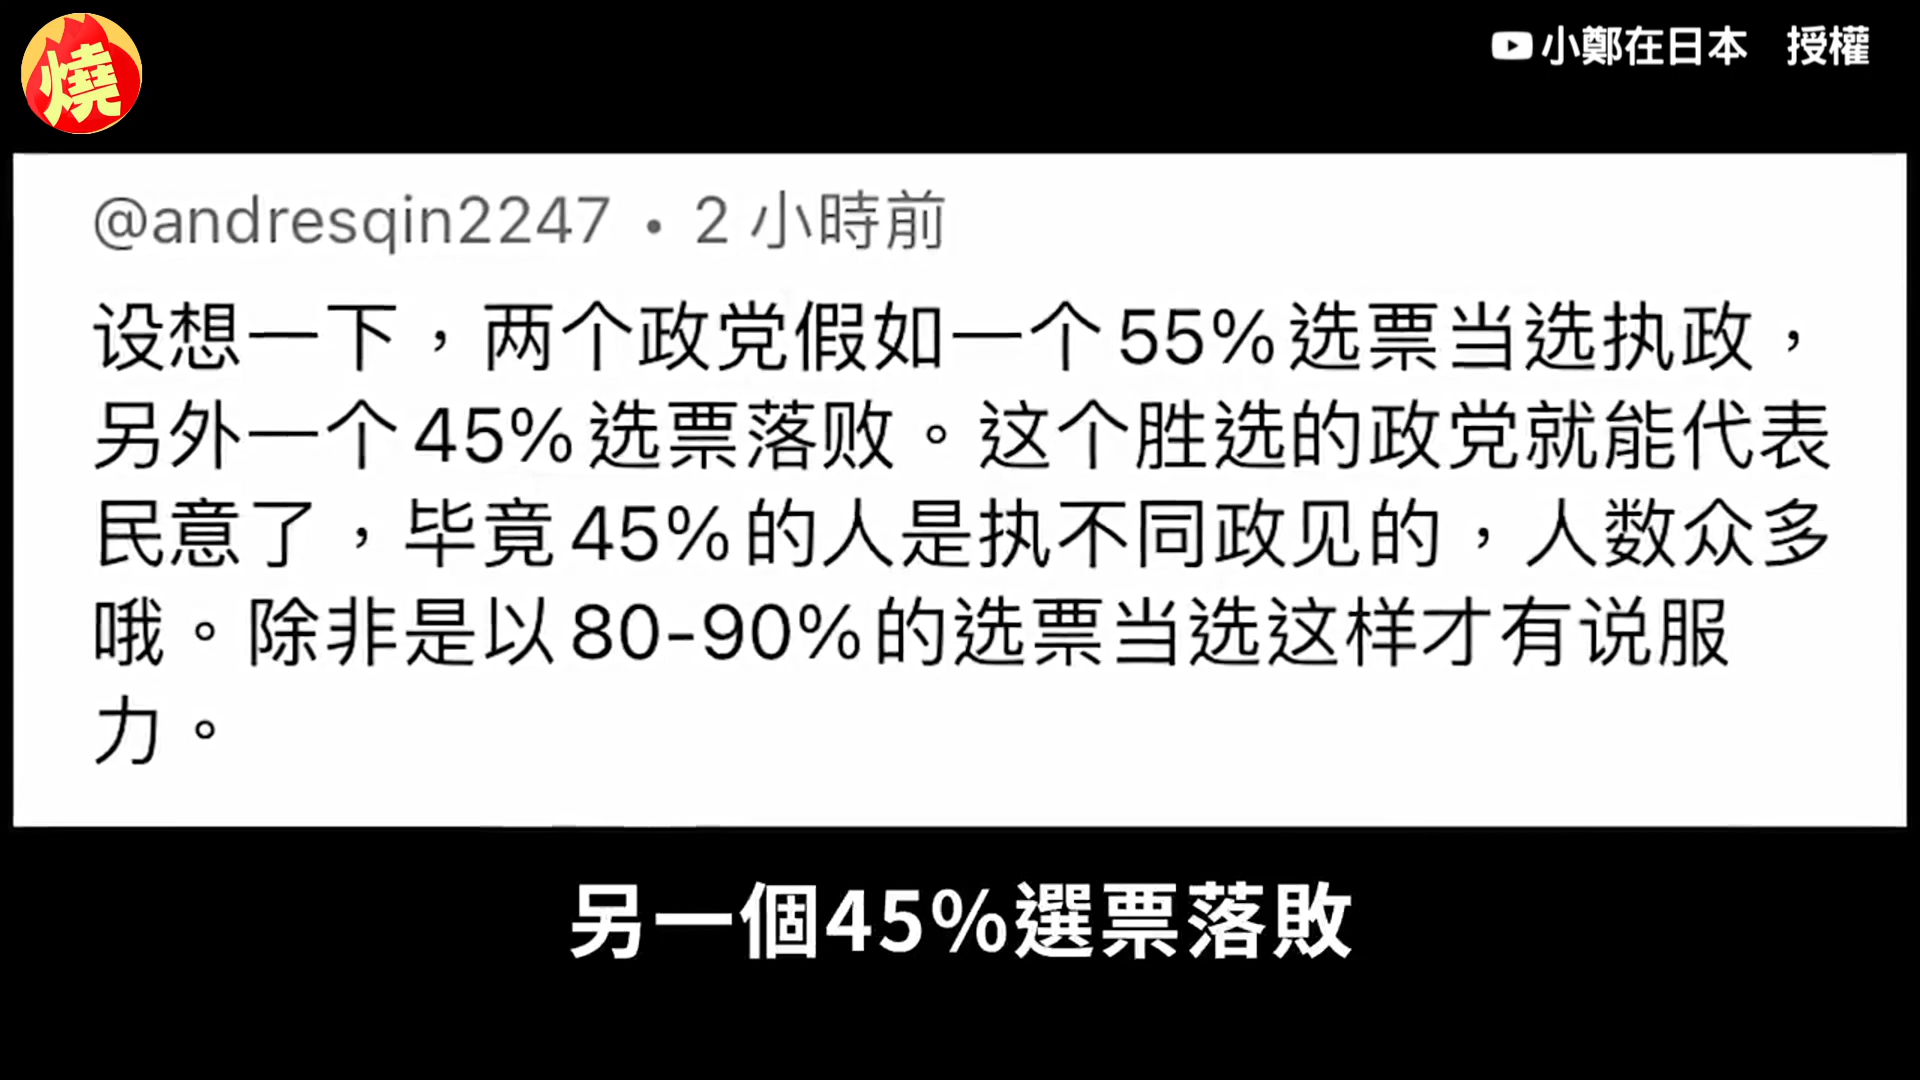 燒
小鄭在日本 授權
@andresqin2247 • 2 小時前
设想一下，两个政党假如一个55%选票当选执政，
另外一个45%选票落败。这个胜选的政党就能代表
民意了，毕竟45%的人是执不同政见的，人数众多
哦。除非是以80-90%的选票当选这样才有说服
力。
另一個45%選票落敗